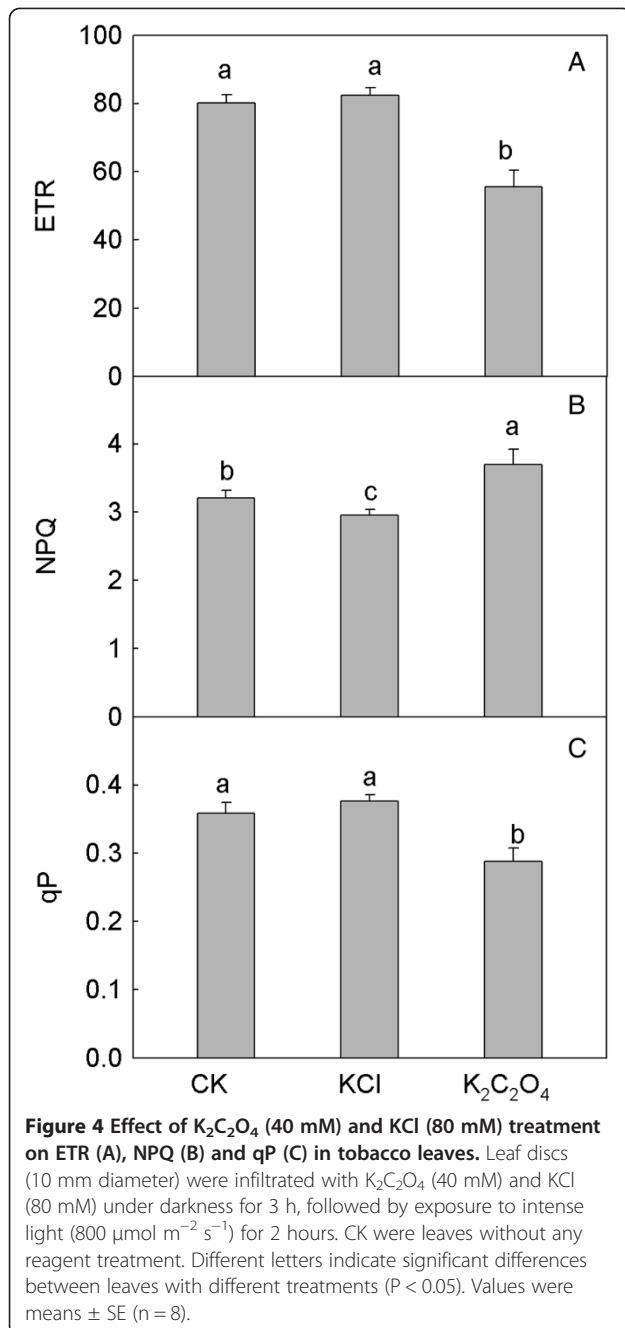 100
A
a
a
80
b
60
ETR
40
20
0
B
a
4
b
c
3
NPQ
2
1
0
C
a
a
0.4
b
0.3
qP
0.2
0.1
0.0
CK KCl K₂C₂O₄
Figure 4 Effect of K₂C₂O₄ (40 mM) and KCl (80 mM) treatment
on ETR (A), NPQ (B) and qP (C) in tobacco leaves. Leaf discs
(10 mm diameter) were infiltrated with K₂C₂O₄ (40 mM) and KCl
(80 mM) under darkness for 3 h, followed by exposure to intense
light (800 μmol m⁻² s⁻¹) for 2 hours. CK were leaves without any
reagent treatment. Different letters indicate significant differences
between leaves with different treatments (P < 0.05). Values were
means ± SE (n = 8).